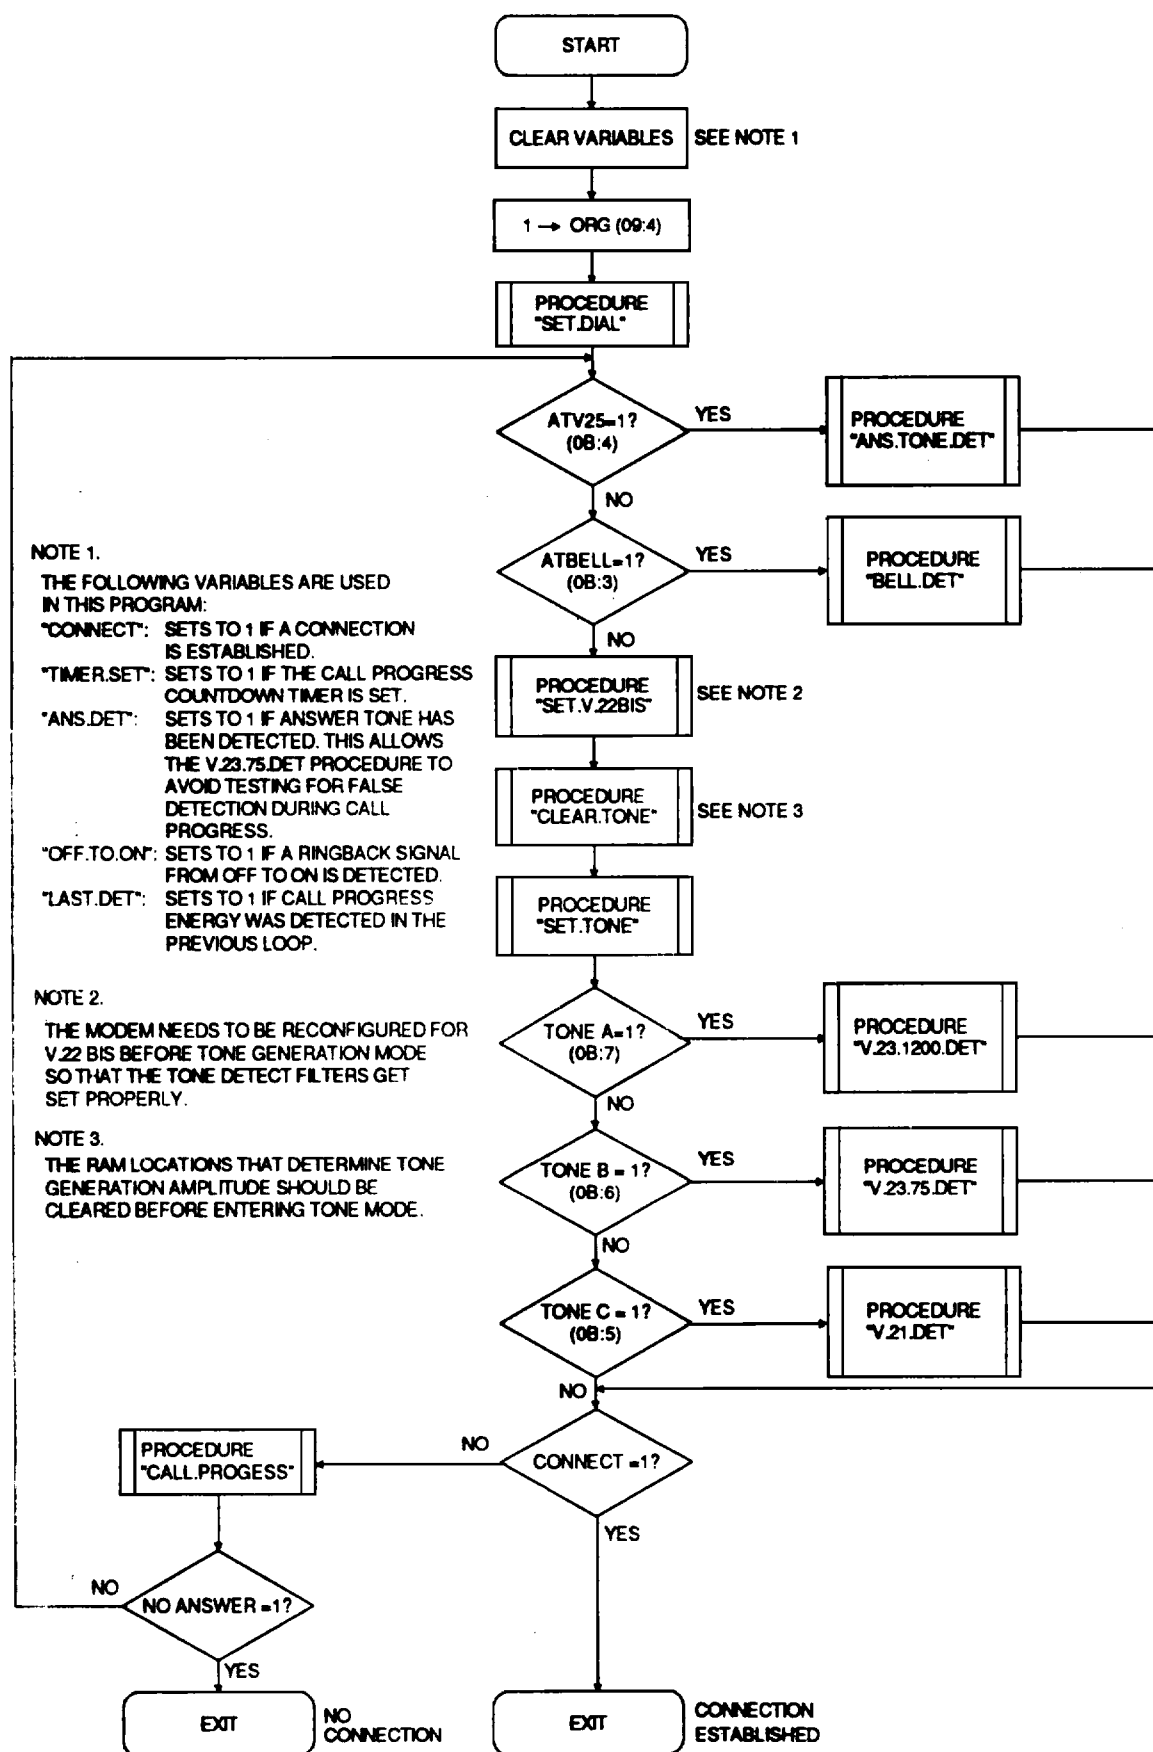 START
CLEAR VARIABLES
SEE NOTE 1
1 → ORG (09:4)
PROCEDURE
"SET.DIAL"
ATV25=1?
(0B:4)
YES
PROCEDURE
"ANS.TONE.DET"
NO
ATBELL=1?
(0B:3)
YES
PROCEDURE
"BELL.DET"
NO
PROCEDURE
"SET.V.22BIS"
SEE NOTE 2
PROCEDURE
"CLEAR.TONE"
SEE NOTE 3
PROCEDURE
"SET.TONE"
TONE A=1?
(0B:7)
YES
PROCEDURE
"V.23.1200.DET"
NO
TONE B = 1?
(0B:6)
YES
PROCEDURE
"V.23.75.DET"
NO
TONE C = 1?
(0B:5)
YES
PROCEDURE
"V.21.DET"
NO
CONNECT =1?
NO
PROCEDURE
"CALL.PROGESS"
YES
NO ANSWER =1?
NO
YES
EXIT
NO
CONNECTION
EXIT
CONNECTION
ESTABLISHED
NOTE 1.
THE FOLLOWING VARIABLES ARE USED
IN THIS PROGRAM:
"CONNECT": SETS TO 1 IF A CONNECTION
IS ESTABLISHED.
"TIMER.SET": SETS TO 1 IF THE CALL PROGRESS
COUNTDOWN TIMER IS SET.
"ANS.DET": SETS TO 1 IF ANSWER TONE HAS
BEEN DETECTED. THIS ALLOWS
THE V.23.75.DET PROCEDURE TO
AVOID TESTING FOR FALSE
DETECTION DURING CALL
PROGRESS.
"OFF.TO.ON": SETS TO 1 IF A RINGBACK SIGNAL
FROM OFF TO ON IS DETECTED.
"LAST.DET": SETS TO 1 IF CALL PROGRESS
ENERGY WAS DETECTED IN THE
PREVIOUS LOOP.
NOTE 2.
THE MODEM NEEDS TO BE RECONFIGURED FOR
V.22 BIS BEFORE TONE GENERATION MODE
SO THAT THE TONE DETECT FILTERS GET
SET PROPERLY.
NOTE 3.
THE RAM LOCATIONS THAT DETERMINE TONE
GENERATION AMPLITUDE SHOULD BE
CLEARED BEFORE ENTERING TONE MODE.